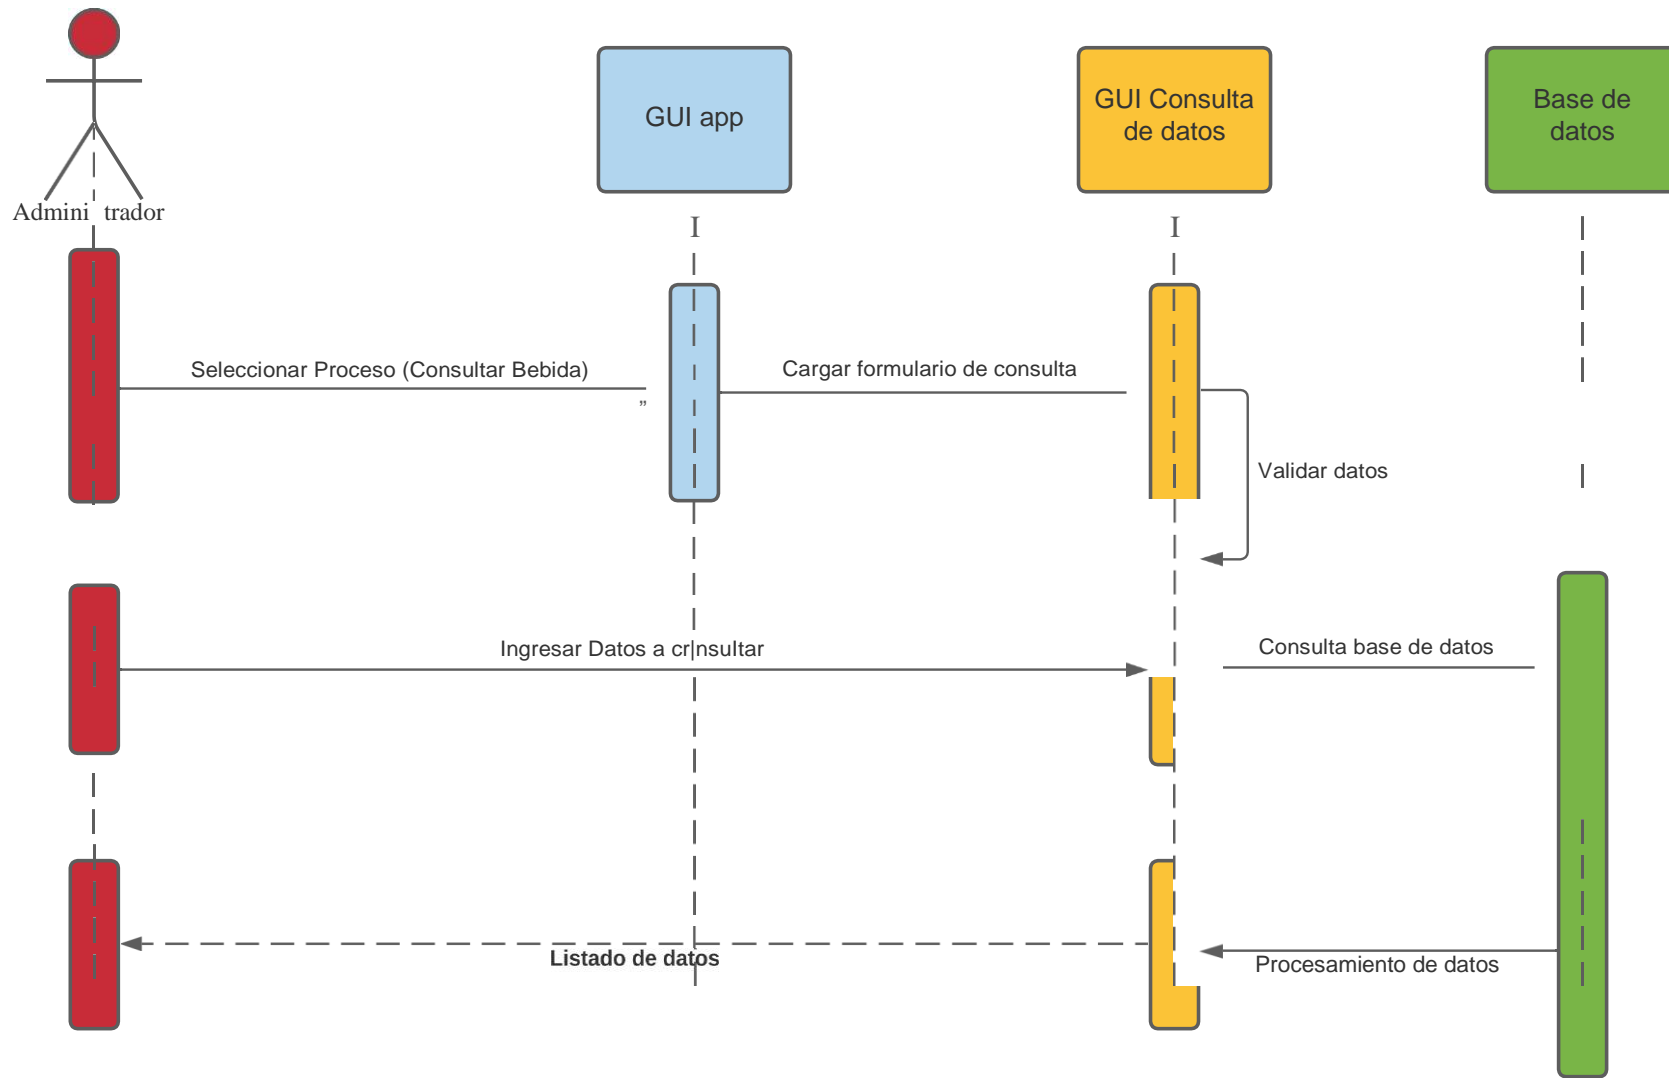 GUI app
GUI Consulta
de datos
Base de
datos
Admini trador
I
I
Seleccionar Proceso (Consultar Bebida)
”
Cargar formulario de consulta
Validar datos
Ingresar Datos a cr|nsultar
Consulta base de datos
Listado de datos
Procesamiento de datos